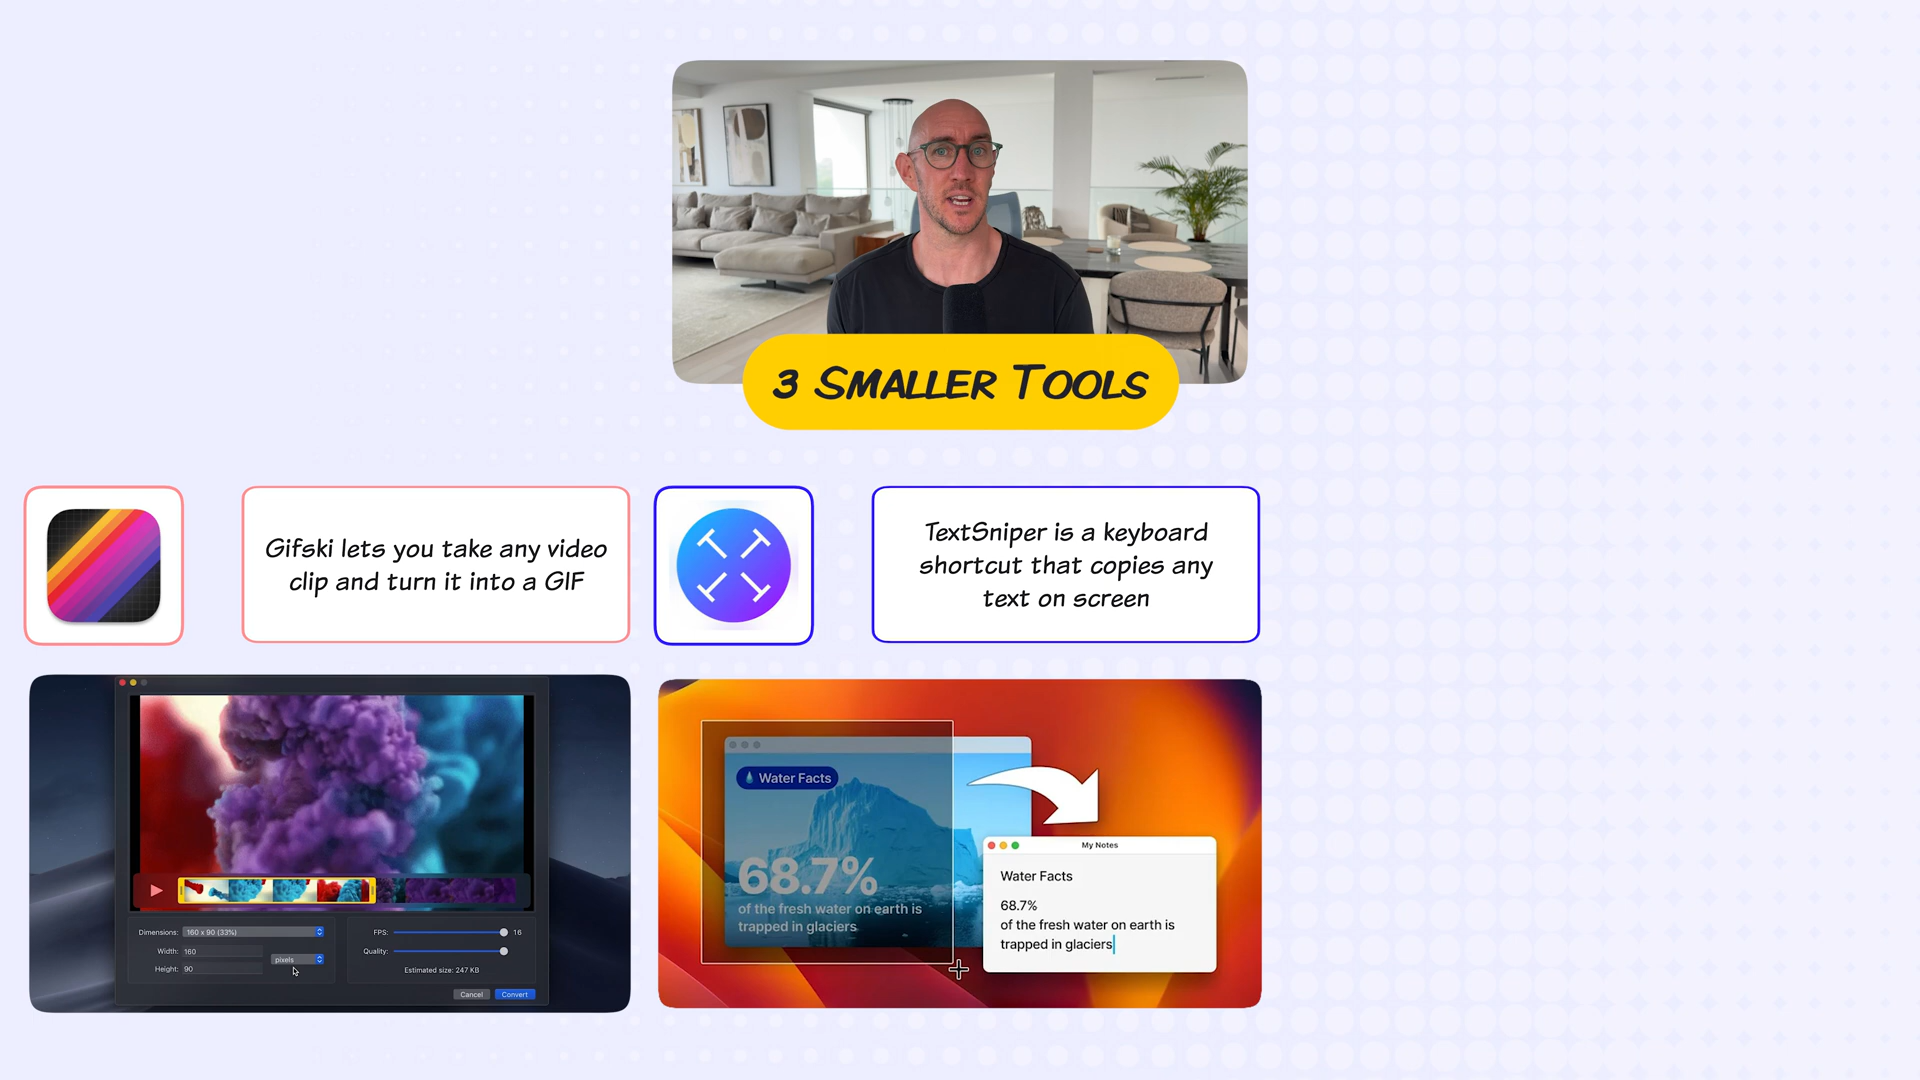 3 SMALLER TOOLS
Gifski lets you take any video
clip and turn it into a GIF
TextSniper is a keyboard
shortcut that copies any
text on screen
Dimensions: 160 x 90 (33%)
Width: 160
pixels
Height: 90
FPS: 16
Quality:
Estimated size: 247 KB
Cancel
Convert
Water Facts
68.7%
of the fresh water on earth is
trapped in glaciers
My Notes
Water Facts
68.7%
of the fresh water on earth is
trapped in glaciers